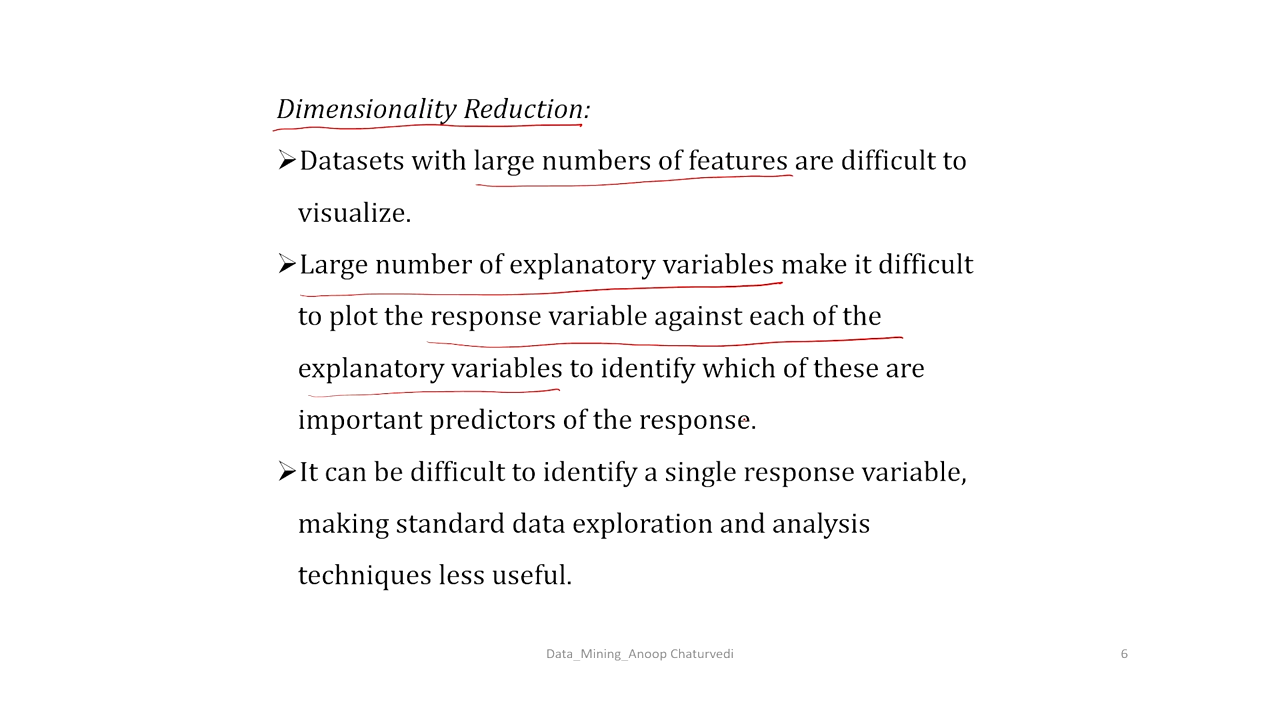 Dimensionality Reduction:
➢Datasets with large numbers of features are difficult to
visualize.
➢Large number of explanatory variables make it difficult
to plot the response variable against each of the
explanatory variables to identify which of these are
important predictors of the response.
➢It can be difficult to identify a single response variable,
making standard data exploration and analysis
techniques less useful.
Data_Mining_Anoop Chaturvedi
6